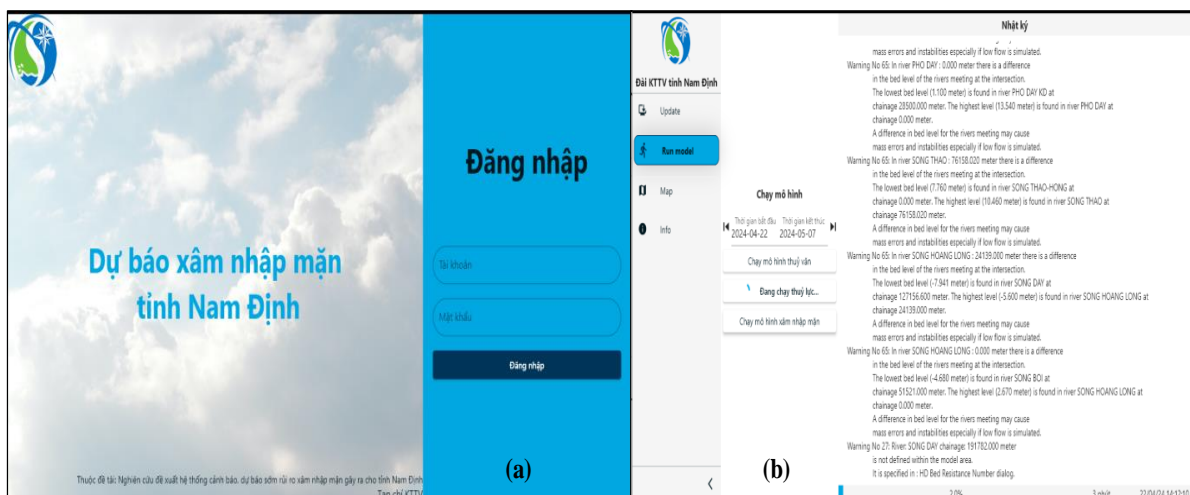 Dự báo xâm nhập mặn
tỉnh Nam Định
Thuộc đề tài: Nghiên cứu đề xuất hệ thống cảnh báo, dự báo sớm rủi ro xâm nhập mặn gây ra cho tỉnh Nam Định
Tạp chí KTTV
Đăng nhập
Tài khoản
Mật khẩu
Đăng nhập
(a)
Đài KTTV tỉnh Nam Định
Update
Run model
Map
Info
Chạy mô hình
Thời gian bắt đầu Thời gian kết thúc
2024-04-22 2024-05-07
Chạy mô hình thuỷ văn
Đang chạy thuỷ lực...
Chạy mô hình xâm nhập mặn
(b)
Nhật ký
mass errors and instabilities especially if low flow is simulated.
Warning No 65: In river PHO DAY : 0.000 meter there is a difference
in the bed level of the rivers meeting at the intersection.
The lowest bed level (1.100 meter) is found in river PHO DAY KD at
chainage 28500.000 meter. The highest level (13.540 meter) is found in river PHO DAY at
chainage 0.000 meter.
A difference in bed level for the rivers meeting may cause
mass errors and instabilities especially if low flow is simulated.
Warning No 65: In river SONG THAO : 76158.020 meter there is a difference
in the bed level of the rivers meeting at the intersection.
The lowest bed level (7.760 meter) is found in river SONG THAO-HONG at
chainage 0.000 meter. The highest level (10.460 meter) is found in river SONG THAO at
chainage 76158.020 meter.
A difference in bed level for the rivers meeting may cause
mass errors and instabilities especially if low flow is simulated.
Warning No 65: In river SONG HOANG LONG : 24139.000 meter there is a difference
in the bed level of the rivers meeting at the intersection.
The lowest bed level (-7.941 meter) is found in river SONG DAY at
chainage 127156.600 meter. The highest level (-5.600 meter) is found in river SONG HOANG LONG at
chainage 24139.000 meter.
A difference in bed level for the rivers meeting may cause
mass errors and instabilities especially if low flow is simulated.
Warning No 65: In river SONG HOANG LONG : 0.000 meter there is a difference
in the bed level of the rivers meeting at the intersection.
The lowest bed level (-4.680 meter) is found in river SONG BOI at
chainage 51521.000 meter. The highest level (2.670 meter) is found in river SONG HOANG LONG at
chainage 0.000 meter.
A difference in bed level for the rivers meeting may cause
mass errors and instabilities especially if low flow is simulated.
Warning No 27: River: SONG DAY chainage: 191782.000 meter
is not defined within the model area.
It is specified in : HD Bed Resistance Number dialog.
2.0% 3 phút